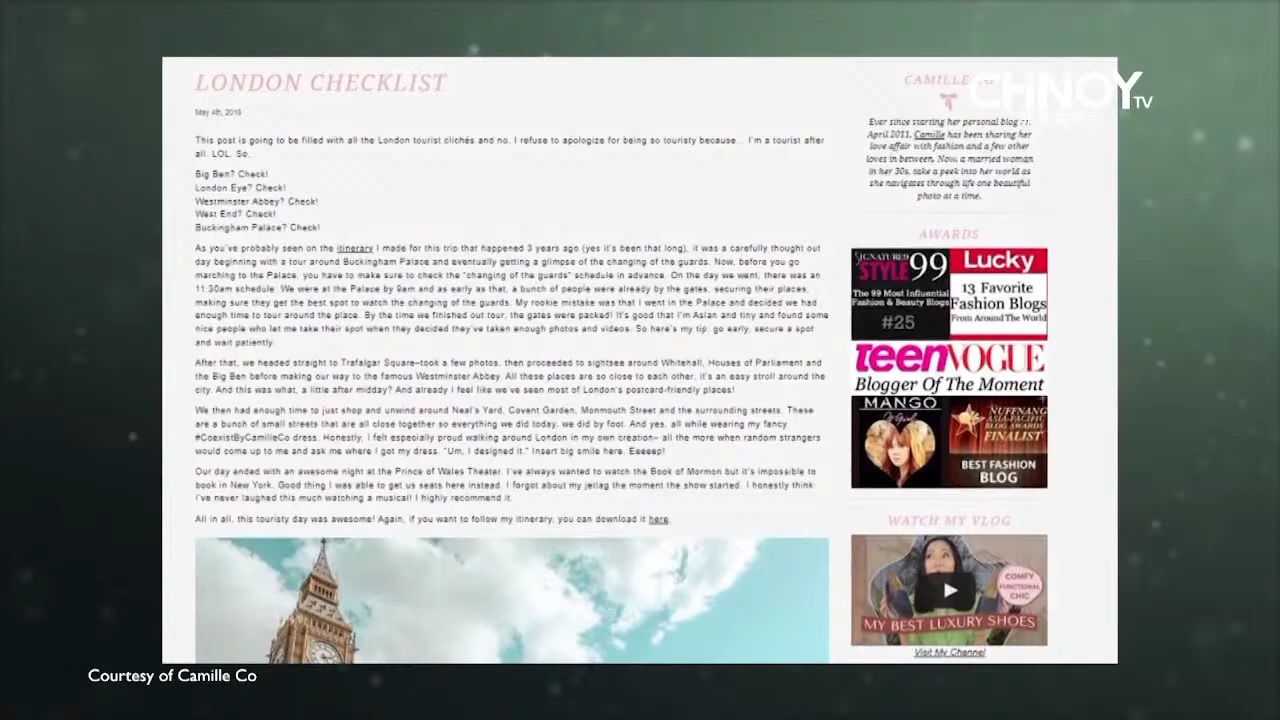 LONDON CHECKLIST
May 4th, 2016
This post is going to be filled with all the London tourist clichés and no, I refuse to apologize for being so touristy because... I'm a tourist after
all. LOL. So,
Big Ben? Check!
London Eye? Check!
Westminster Abbey? Check!
West End? Check!
Buckingham Palace? Check!
As you've probably seen on the itinerary I made for this trip that happened 3 years ago (yes it's been that long), it was a carefully thought out
day beginning with a tour around Buckingham Palace and eventually getting a glimpse of the changing of the guards. Now, before you go
marching to the Palace, you have to make sure to check the "changing of the guards" schedule in advance. On the day we went, there was an
11:30am schedule. We were at the Palace by 9am and as early as that, a bunch of people were already by the gates, securing their places,
making sure they get the best spot to watch the changing of the guards. My rookie mistake was that I went in the Palace and decided we had
enough time to tour around the place. By the time we finished out tour, the gates were packed! It's good that I'm Asian and tiny and found some
nice people who let me take their spot when they decided they've taken enough photos and videos. So here's my tip: go early, secure a spot
and wait patiently.
After that, we headed straight to Trafalgar Square–took a few photos, then proceeded to sightsee around Whitehall, Houses of Parliament and
the Big Ben before making our way to the famous Westminster Abbey. All these places are so close to each other, it's an easy stroll around the
city. And this was what, a little after midday? And already I feel like we've seen most of London's postcard-friendly places!
We then had enough time to just shop and unwind around Neal's Yard, Covent Garden, Monmouth Street and the surrounding streets. These
are a bunch of small streets that are all close together so everything we did today, we did by foot. And yes, all while wearing my fancy
#CoexistByCamilleCo dress. Honestly, I felt especially proud walking around London in my own creation– all the more when random strangers
would come up to me and ask me where I got my dress. "Um, I designed it." Insert big smile here. Eeeeep!
Our day ended with an awesome night at the Prince of Wales Theater. I've always wanted to watch the Book of Mormon but it's impossible to
book in New York. Good thing I was able to get us seats here instead. I forgot about my jetlag the moment the show started. I honestly think
I've never laughed this much watching a musical! I highly recommend it.
All in all, this touristy day was awesome! Again, if you want to follow my itinerary, you can download it here.
CAMILLE
CHINOY TV
Ever since starting her personal blog in
April 2011, Camille has been sharing her
love affair with fashion and a few other
loves in between. Now, a married woman
in her 30s, take a peek into her world as
she navigates through life one beautiful
photo at a time.
AWARDS
SIGNATURE9
STYLE 99
The 99 Most Influential
Fashion & Beauty Blogs
#25
Lucky
13 Favorite
Fashion Blogs
From Around The World
teen VOGUE
Blogger Of The Moment
MANGO
It Girl
NUFFNANG
ASIA-PACIFIC
BLOG AWARDS
FINALIST
BEST FASHION
BLOG
WATCH MY VLOG
COMFY
FUNCTIONAL
CHIC
MY BEST LUXURY SHOES
Visit My Channel
Courtesy of Camille Co